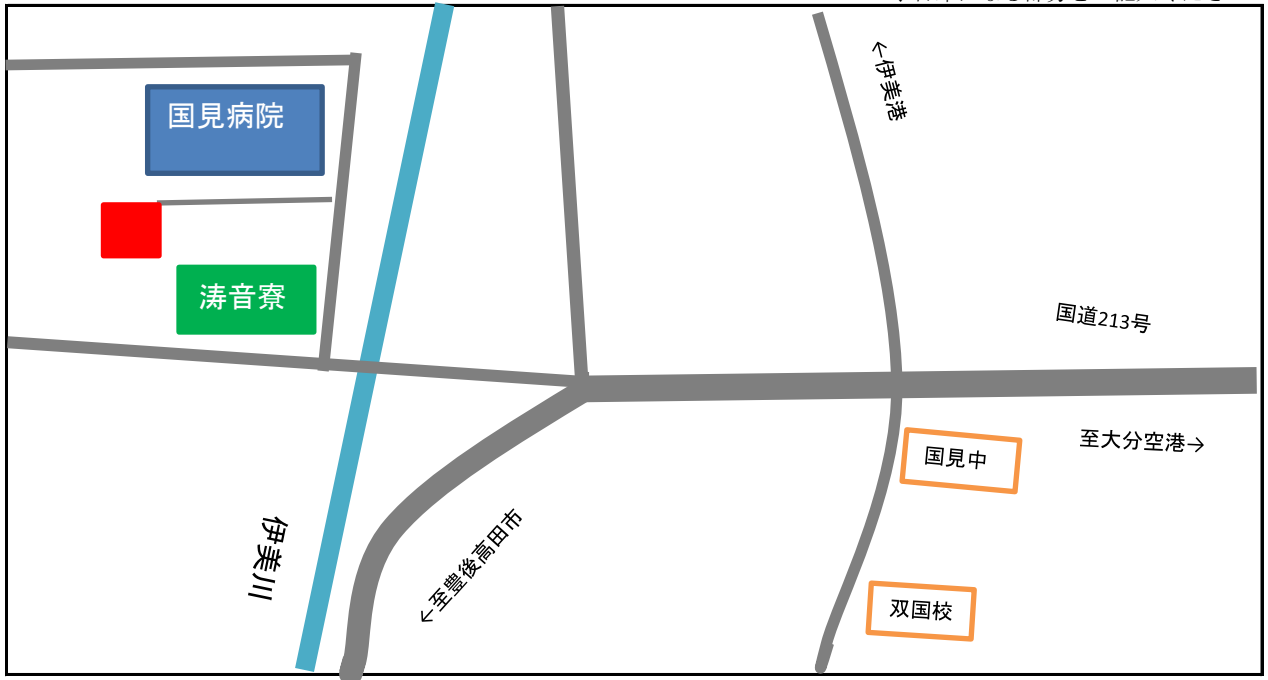 ←伊美港
国見病院
涛音寮
国道213号
至大分空港→
国見中
伊美川
←至豊後高田市
双国校